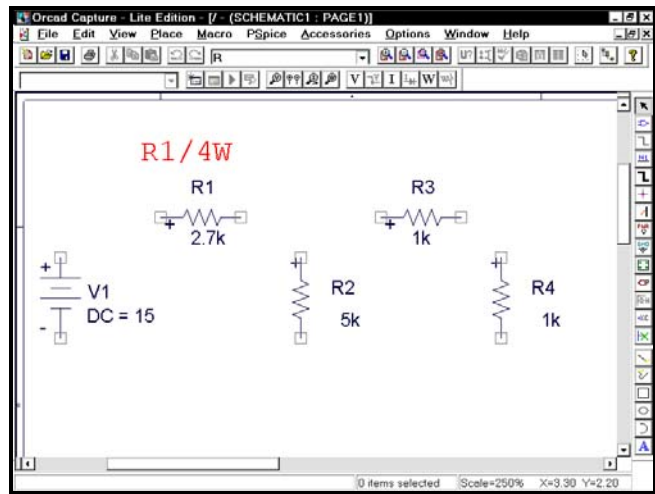 Orcad Capture - Lite Edition - [/ - (SCHEMATIC1 : PAGE1)]
File Edit View Place Macro PSpice Accessories Options Window Help
R U?
V I W
R1/4W
R1
2.7k
R3
1k
+
V1
DC = 15
-
+
R2
5k
+
R4
1k
0 items selected Scale=250% X=3.30 Y=2.20